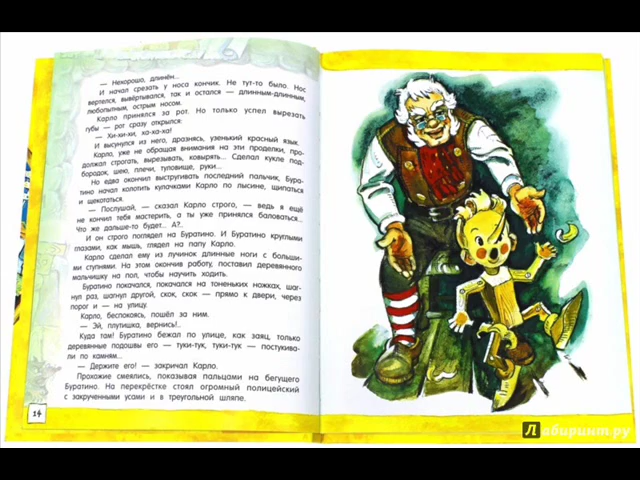 — Нехорошо, длинён...
И начал срезать у носа кончик. Не тут-то было. Нос
вертелся, вывёртывался, так и остался — длинным-длинным,
любопытным, острым носом.
Карло принялся за рот. Но только успел вырезать
губы — рот сразу открылся:
— Хи-хи-хи, ха-ха-ха!
И высунулся из него, дразнясь, узенький красный язык.
Карло, уже не обращая внимания на эти проделки, про-
должал строгать, вырезывать, ковырять... Сделал кукле под-
бородок, шею, плечи, туловище, руки...
Но едва окончил выстругивать последний пальчик, Бура-
тино начал колотить кулачками Карло по лысине, щипаться
и щекотаться.
— Послушай, — сказал Карло строго, — ведь я ещё
не кончил тебя мастерить, а ты уже принялся баловаться...
Что же дальше-то будет... А?..
И он строго поглядел на Буратино. И Буратино круглыми
глазами, как мышь, глядел на папу Карло.
Карло сделал ему из лучинок длинные ноги с больши-
ми ступнями. На этом окончив работу, поставил деревянного
мальчишку на пол, чтобы научить ходить.
Буратино покачался, покачался на тоненьких ножках, шаг-
нул раз, шагнул другой, скок, скок — прямо к двери, через
порог и — на улицу.
Карло, беспокоясь, пошёл за ним.
— Эй, плутишка, вернись!..
Куда там! Буратино бежал по улице, как заяц, только
деревянные подошвы его — туки-тук, туки-тук — постукива-
ли по камням...
— Держите его! — закричал Карло.
Прохожие смеялись, показывая пальцами на бегущего
Буратино. На перекрёстке стоял огромный полицейский
с закрученными усами и в треугольной шляпе.
14
Лабиринт.ру